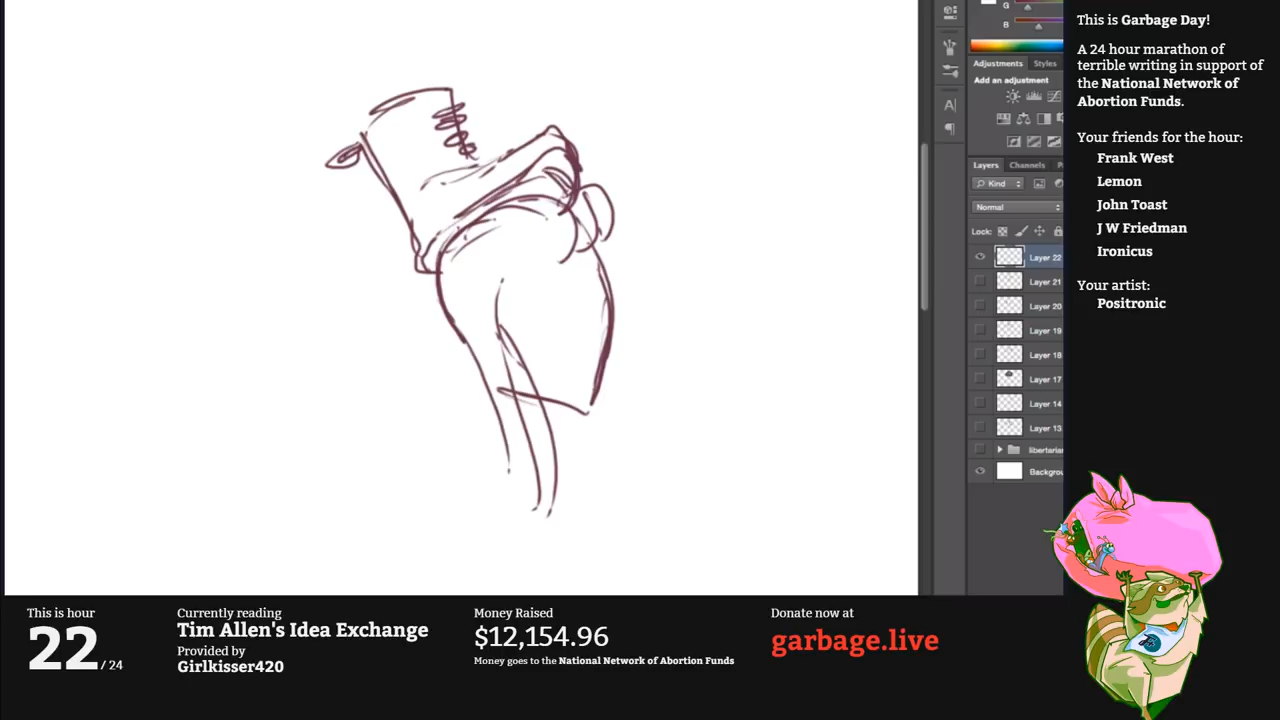 G
B
Adjustments Styles
Add an adjustment
A|
¶
Layers Channels P
Kind
Normal
Lock:
Layer 22
Layer 21
Layer 20
Layer 19
Layer 18
Layer 17
Layer 14
Layer 13
libertaria
Backgrou
This is Garbage Day!
A 24 hour marathon of
terrible writing in support of
the National Network of
Abortion Funds.
Your friends for the hour:
Frank West
Lemon
John Toast
J W Friedman
Ironicus
Your artist:
Positronic
This is hour
22 / 24
Currently reading
Tim Allen's Idea Exchange
Provided by
Girlkisser420
Money Raised
$12,154.96
Money goes to the National Network of Abortion Funds
Donate now at
garbage.live